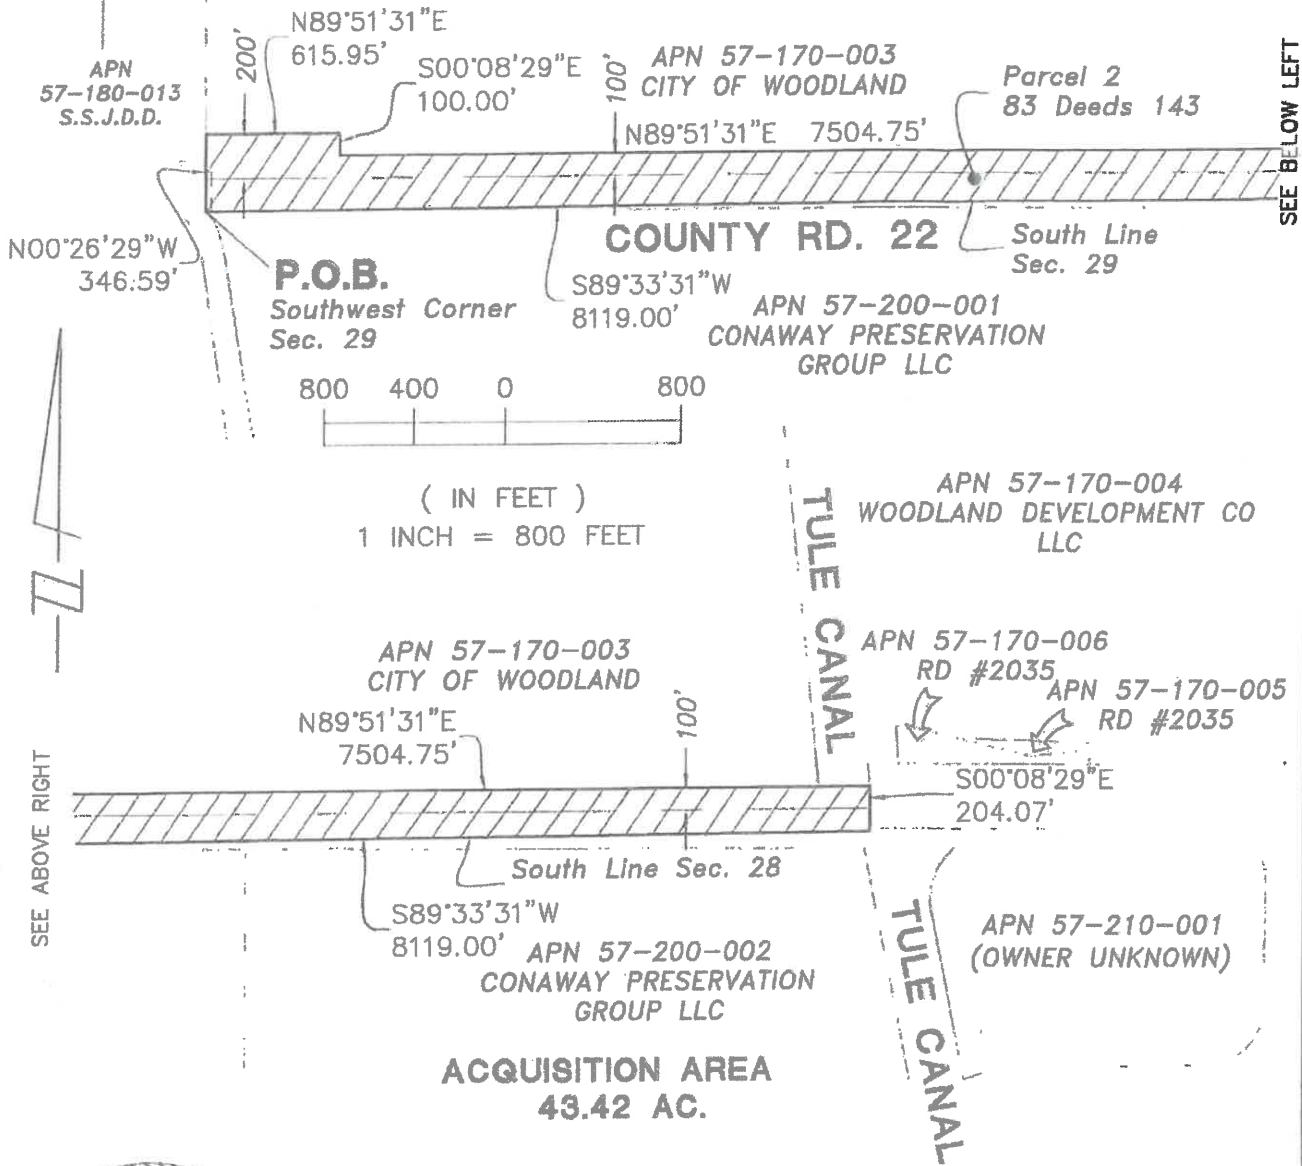 N89°51'31"E
615.95'
200'
S00°08'29"E
100.00'
100'
APN 57-170-003
CITY OF WOODLAND
Parcel 2
83 Deeds 143
SEE BELOW LEFT
APN
57-180-013
S.S.J.D.D.
N89°51'31"E 7504.75'
N00°26'29"W
346.59'
P.O.B.
Southwest Corner
Sec. 29
COUNTY RD. 22
South Line
Sec. 29
S89°33'31"W
8119.00'
APN 57-200-001
CONAWAY PRESERVATION
GROUP LLC
800 400 0 800
( IN FEET )
1 INCH = 800 FEET
Z
TULE CANAL
APN 57-170-004
WOODLAND DEVELOPMENT CO
LLC
APN 57-170-003
CITY OF WOODLAND
APN 57-170-006
RD #2035
APN 57-170-005
RD #2035
N89°51'31"E
7504.75'
100'
SEE ABOVE RIGHT
S00°08'29"E
204.07'
South Line Sec. 28
S89°33'31"W
8119.00'
APN 57-200-002
CONAWAY PRESERVATION
GROUP LLC
TULE CANAL
APN 57-210-001
(OWNER UNKNOWN)
ACQUISITION AREA
43.42 AC.